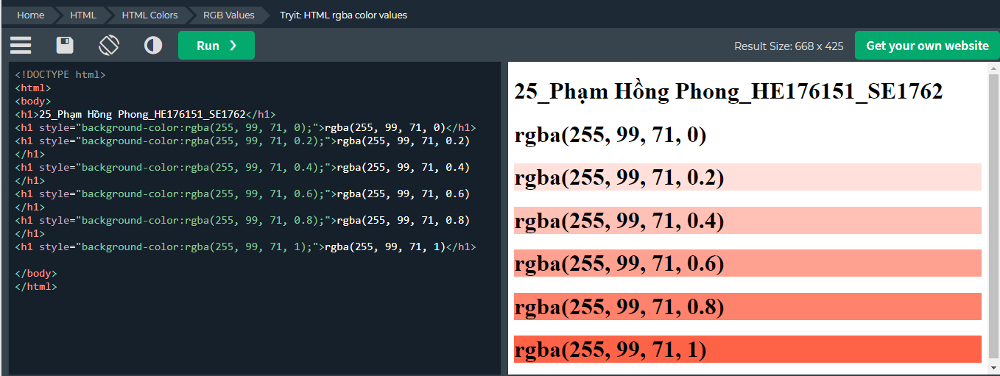 Home HTML HTML Colors RGB Values Tryit: HTML rgba color values
Run ❯ Result Size: 668 x 425 Get your own website
<!DOCTYPE html>
<html>
<body>
<h1>25_Phạm Hồng Phong_HE176151_SE1762</h1>
<h1 style="background-color:rgba(255, 99, 71, 0);">rgba(255, 99, 71, 0)</h1>
<h1 style="background-color:rgba(255, 99, 71, 0.2);">rgba(255, 99, 71, 0.2)
</h1>
<h1 style="background-color:rgba(255, 99, 71, 0.4);">rgba(255, 99, 71, 0.4)
</h1>
<h1 style="background-color:rgba(255, 99, 71, 0.6);">rgba(255, 99, 71, 0.6)
</h1>
<h1 style="background-color:rgba(255, 99, 71, 0.8);">rgba(255, 99, 71, 0.8)
</h1>
<h1 style="background-color:rgba(255, 99, 71, 1);">rgba(255, 99, 71, 1)</h1>
</body>
</html>
25_Phạm Hồng Phong_HE176151_SE1762
rgba(255, 99, 71, 0)
rgba(255, 99, 71, 0.2)
rgba(255, 99, 71, 0.4)
rgba(255, 99, 71, 0.6)
rgba(255, 99, 71, 0.8)
rgba(255, 99, 71, 1)